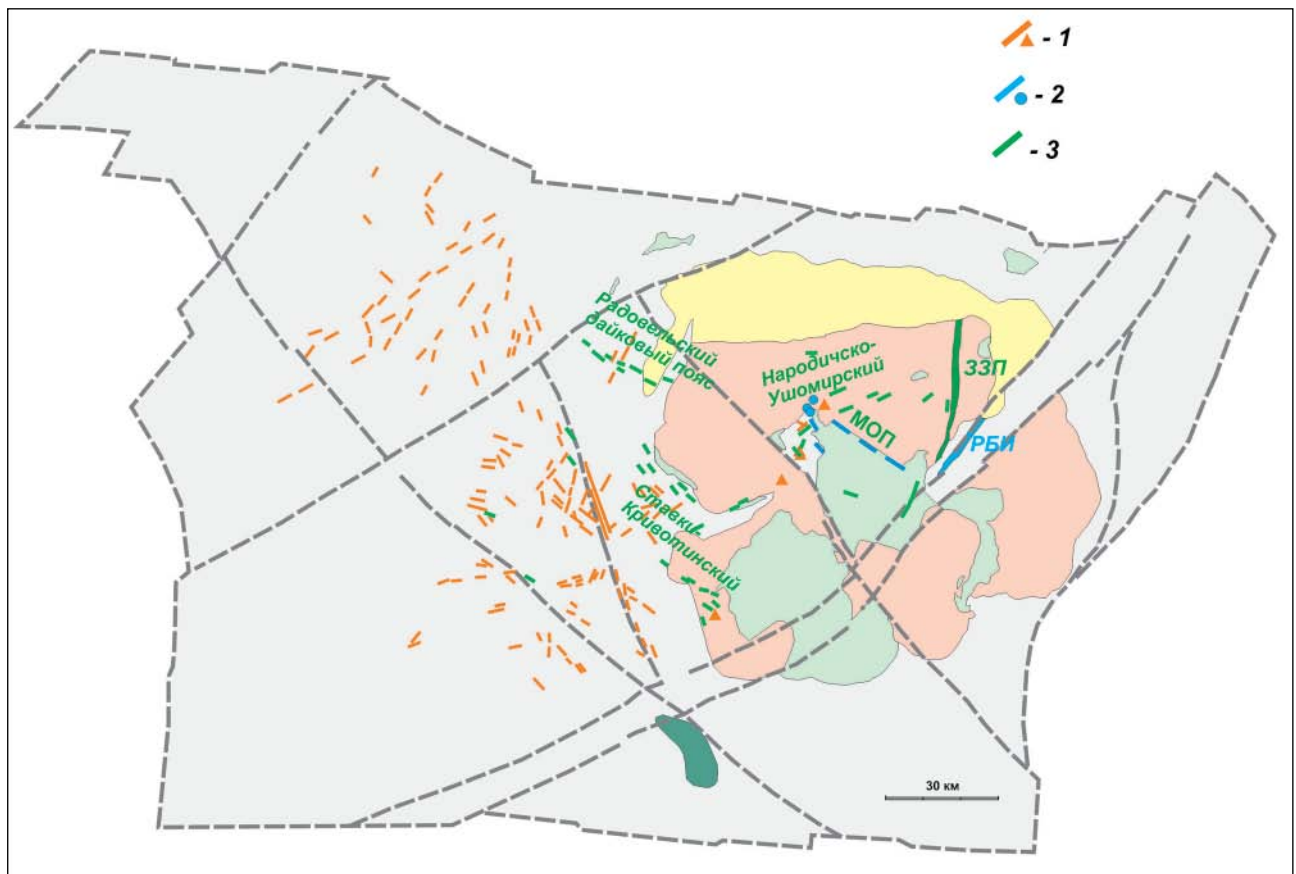 - 1
- 2
- 3
Радовельский
дайковый пояс
Народичско-
Ушомирский
ЗЗП
МОП
РБИ
Ставки-
Кривотинский
30 км